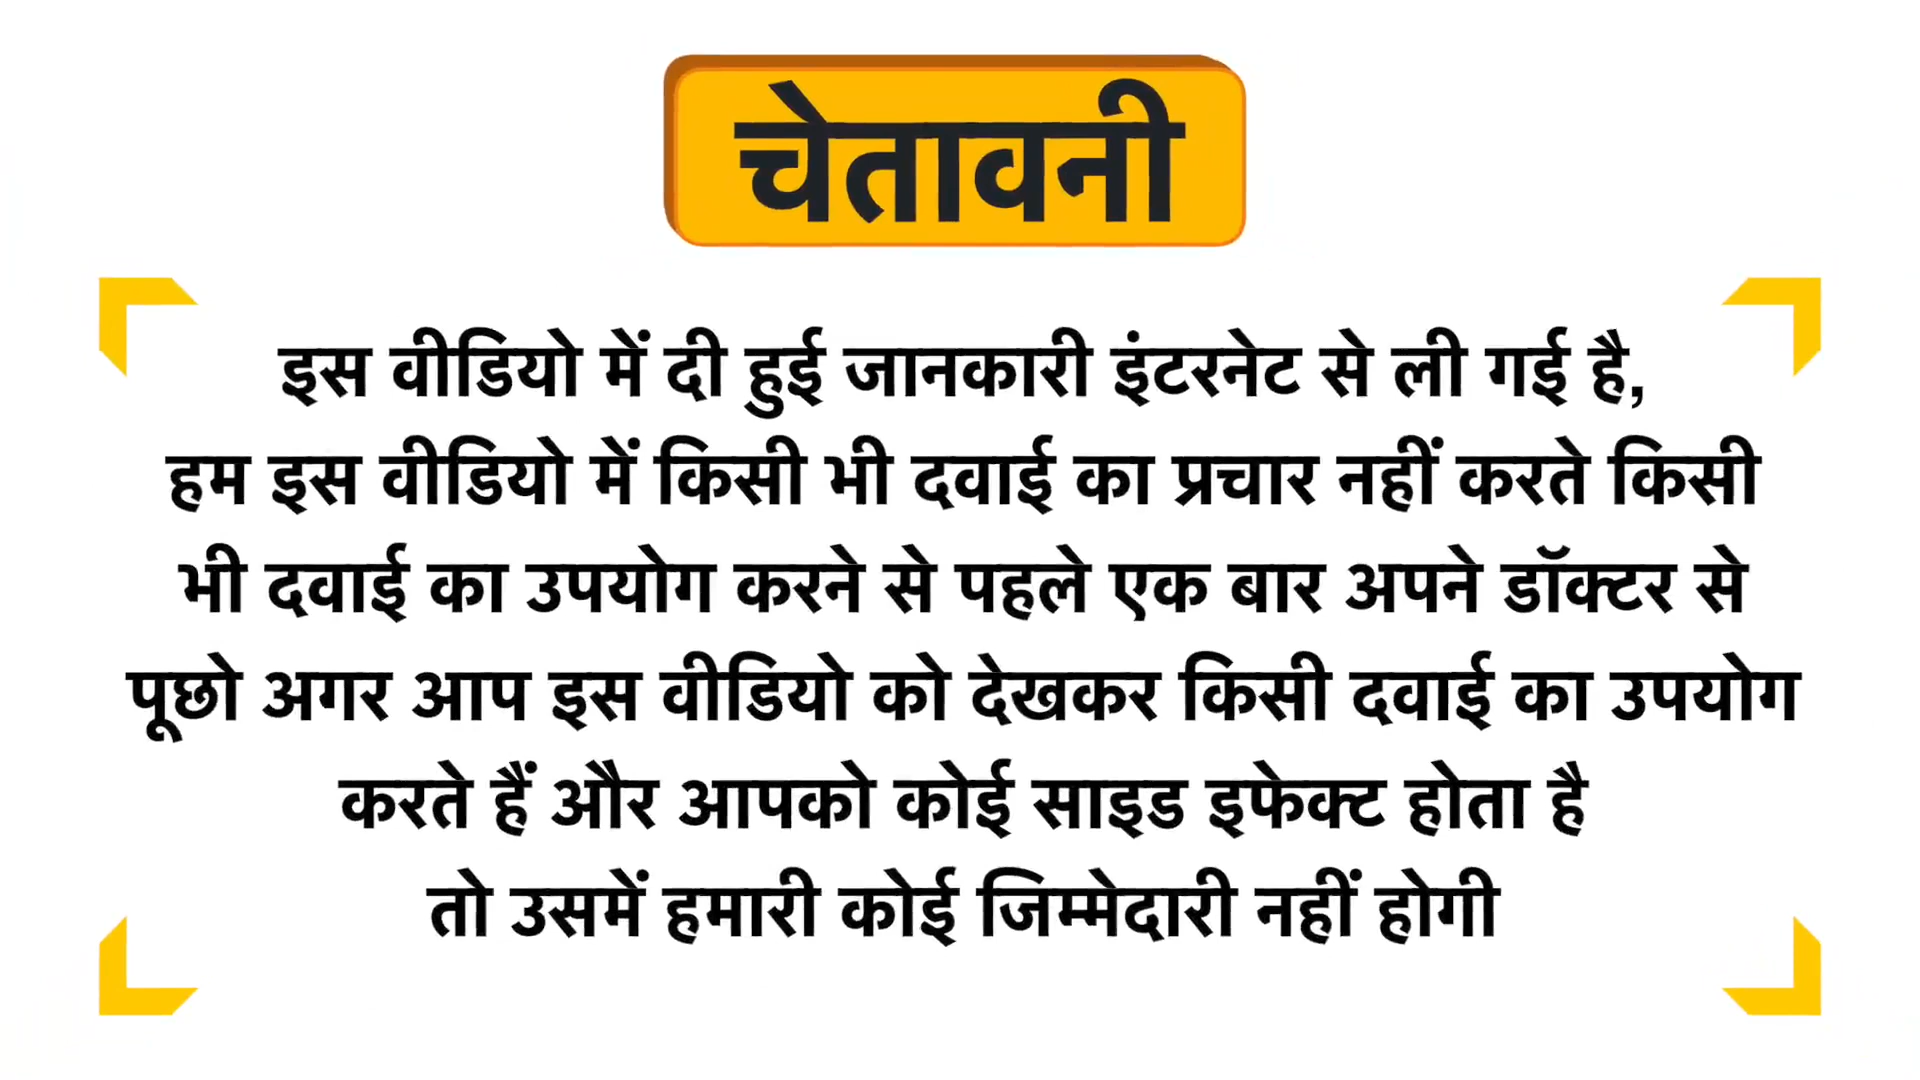 चेतावनी
इस वीडियो में दी हुई जानकारी इंटरनेट से ली गई है,
हम इस वीडियो में किसी भी दवाई का प्रचार नहीं करते किसी
भी दवाई का उपयोग करने से पहले एक बार अपने डॉक्टर से
पूछो अगर आप इस वीडियो को देखकर किसी दवाई का उपयोग
करते हैं और आपको कोई साइड इफेक्ट होता है
तो उसमें हमारी कोई जिम्मेदारी नहीं होगी